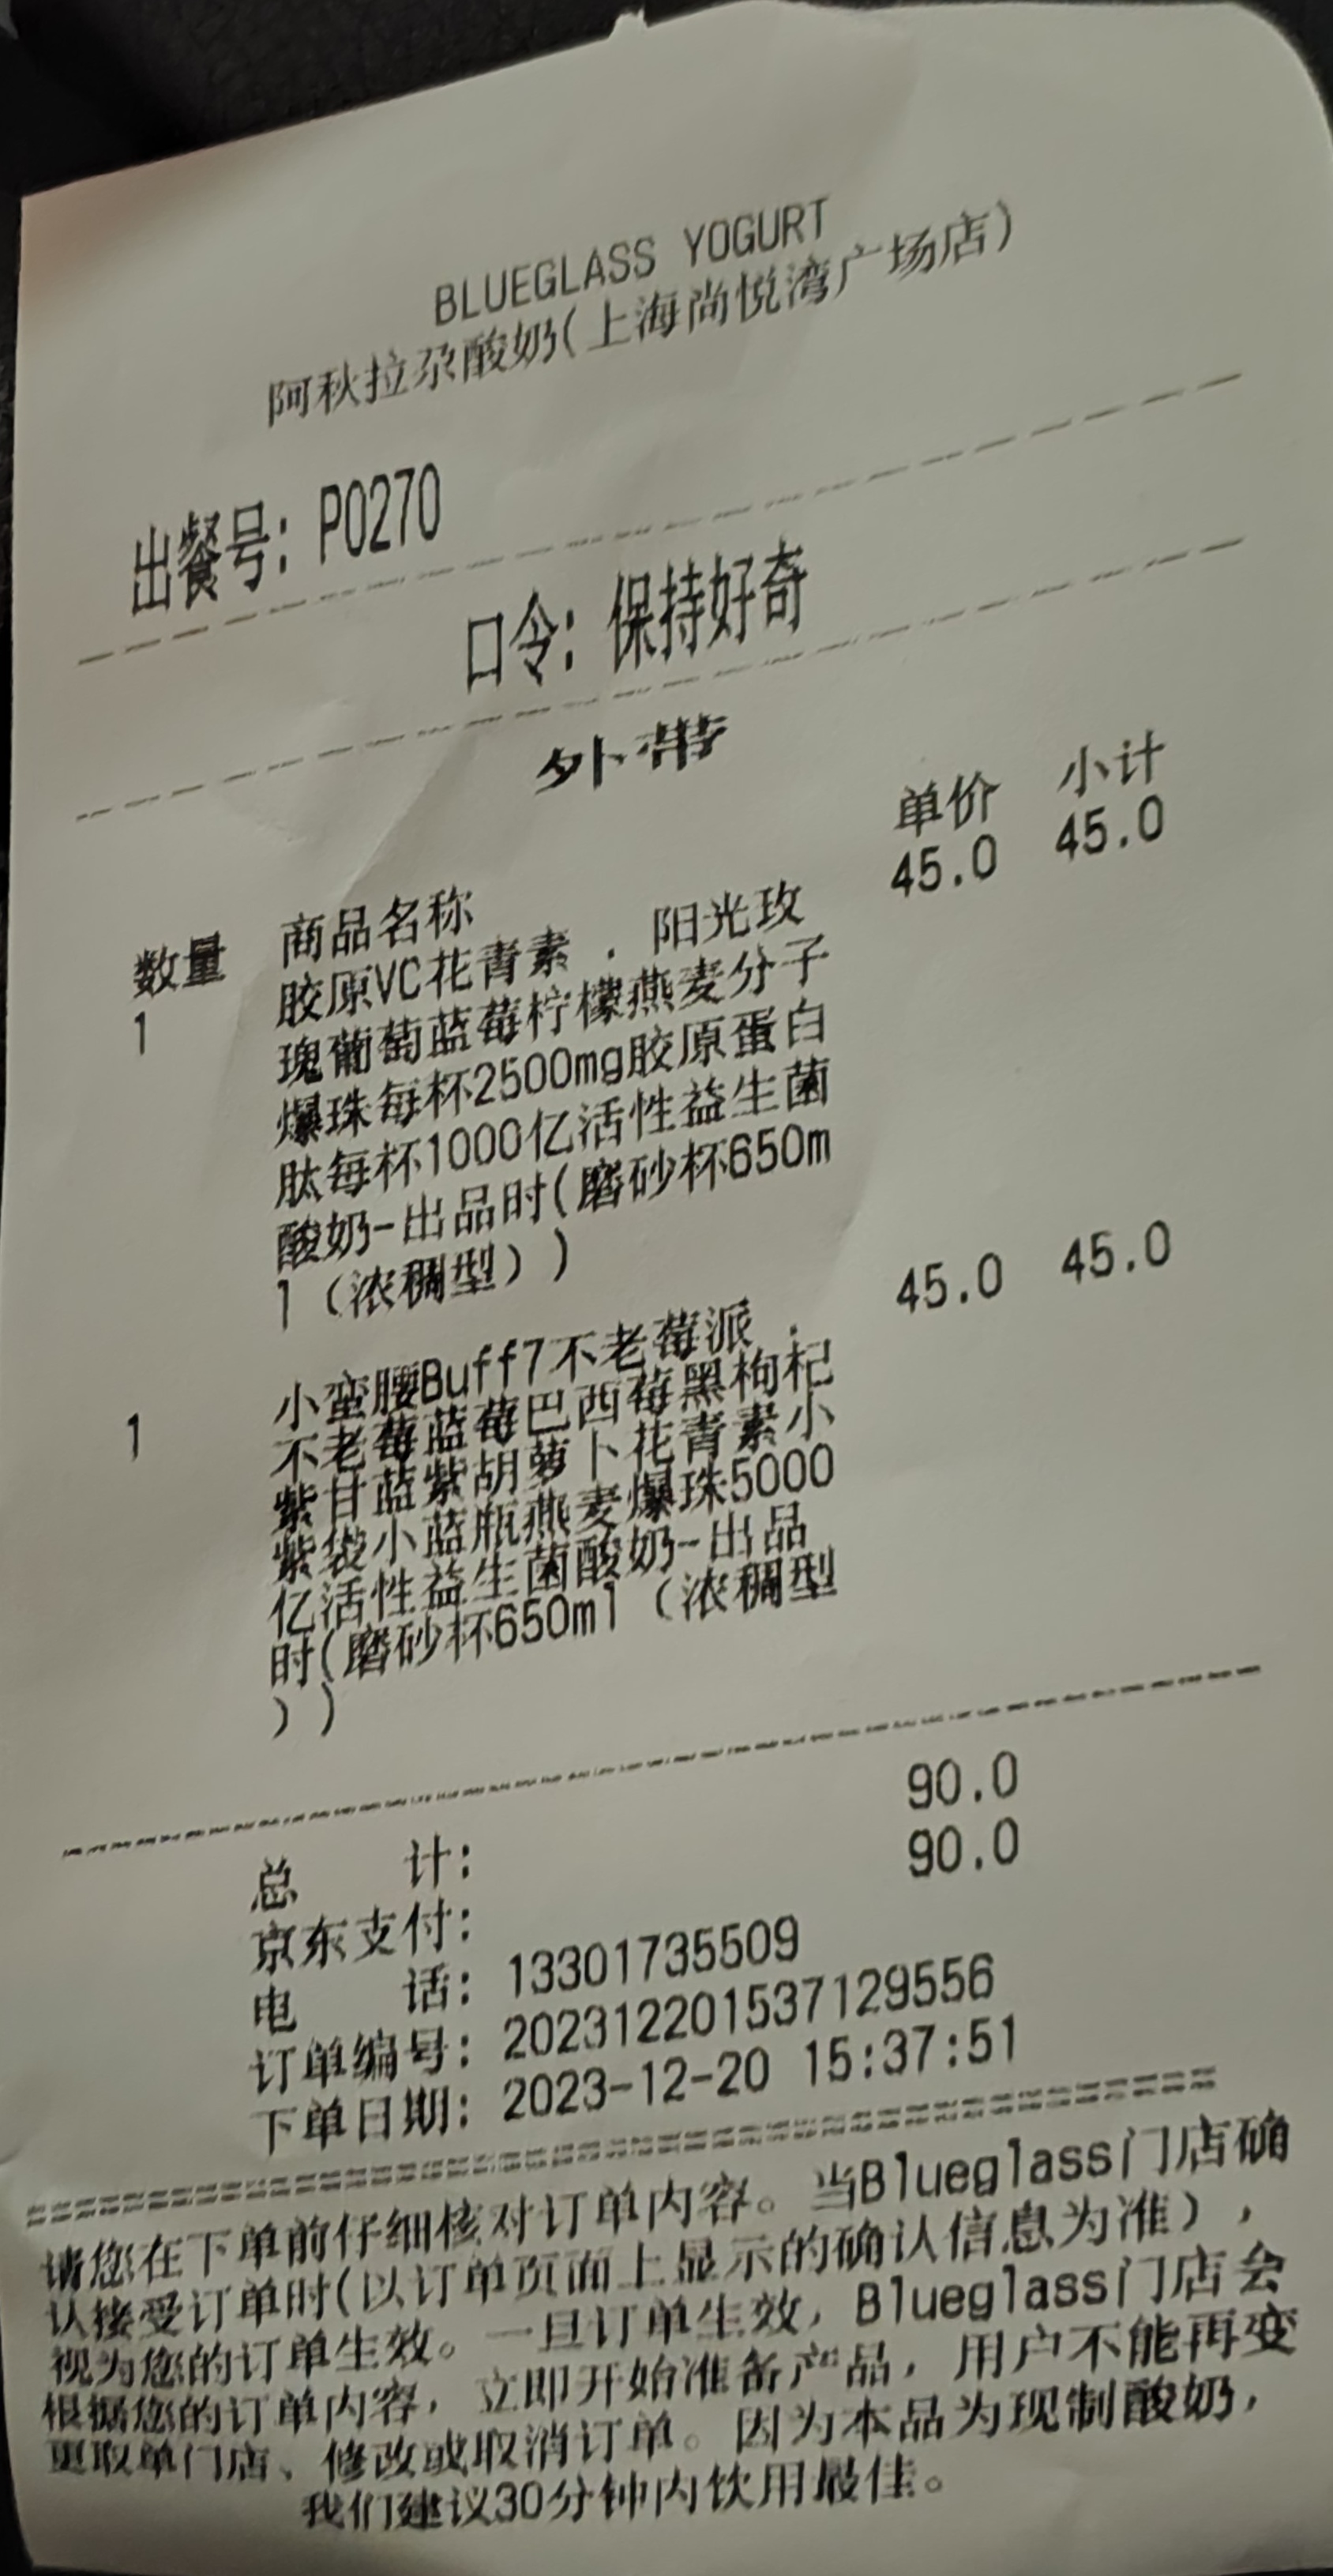 BLUEGLASS YOGURT
阿秋拉尕酸奶(上海尚悦湾广场店)
出餐号: P0270
口令: 保持好奇
外带
数量 商品名称 单价 小计
1 胶原VC花青素．阳光玫 45.0 45.0
瑰葡萄蓝莓柠檬燕麦分子
爆珠每杯2500mg胶原蛋白
肽每杯1000亿活性益生菌
酸奶-出品时(磨砂杯650m
l（浓稠型）)
1 小蛮腰Buff7不老莓派． 45.0 45.0
不老莓蓝莓巴西莓黑枸杞
紫甘蓝紫胡萝卜花青素小
紫袋小蓝瓶燕麦爆珠5000
亿活性益生菌酸奶-出品
时(磨砂杯650ml（浓稠型
）)
总 计: 90.0
京东支付: 90.0
电 话: 13301735509
订单编号: 202312201537129556
下单日期: 2023-12-20 15:37:51
请您在下单前仔细核对订单内容。当Blueglass门店确
认接受订单时(以订单页面上显示的确认信息为准)，
视为您的订单生效。一旦订单生效，Blueglass门店会
根据您的订单内容，立即开始准备产品，用户不能再变
更取单门店、修改或取消订单。因为本品为现制酸奶，
我们建议30分钟内饮用最佳。